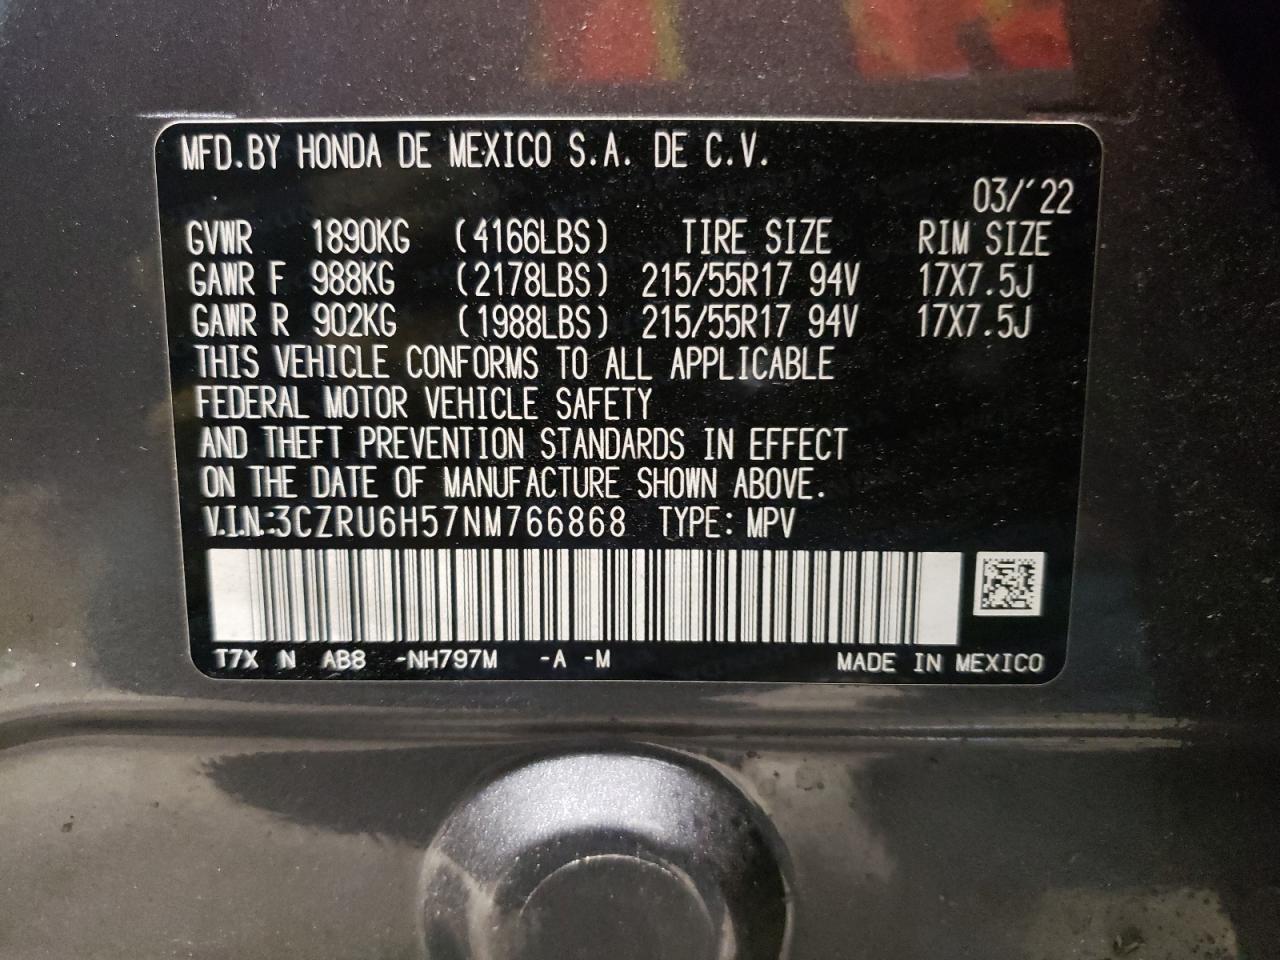 MFD.BY HONDA DE MEXICO S.A. DE C.V.
03/'22
GVWR 1890KG (4166LBS) TIRE SIZE RIM SIZE
GAWR F 988KG (2178LBS) 215/55R17 94V 17X7.5J
GAWR R 902KG (1988LBS) 215/55R17 94V 17X7.5J
THIS VEHICLE CONFORMS TO ALL APPLICABLE
FEDERAL MOTOR VEHICLE SAFETY
AND THEFT PREVENTION STANDARDS IN EFFECT
ON THE DATE OF MANUFACTURE SHOWN ABOVE.
V.I.N.:3CZRU6H57NM766868 TYPE: MPV
T7X N AB8 -NH797M -A -M MADE IN MEXICO